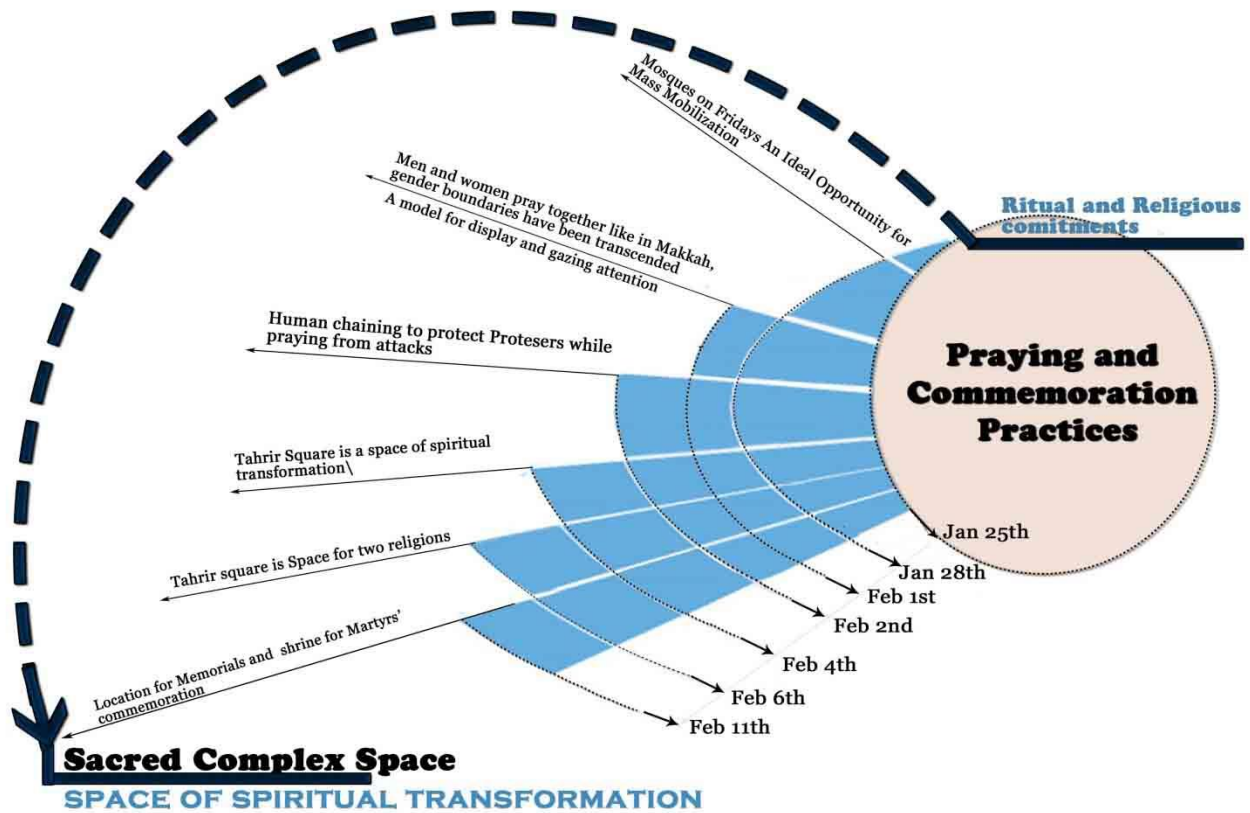 Mosques on Fridays An Ideal Opportunity for
Mass Mobilization
Men and women pray together like in Makkah,
gender boundaries have been transcended
A model for display and gazing attention
Ritual and Religious
comitments
Human chaining to protect Protesers while
praying from attacks
Praying and
Commemoration
Practices
Tahrir Square is a space of spiritual
transformation\
Tahrir square is Space for two religions
Location for Memorials and shrine for Martyrs'
commemoration
Jan 25th
Jan 28th
Feb 1st
Feb 2nd
Feb 4th
Feb 6th
Feb 11th
Sacred Complex Space
SPACE OF SPIRITUAL TRANSFORMATION